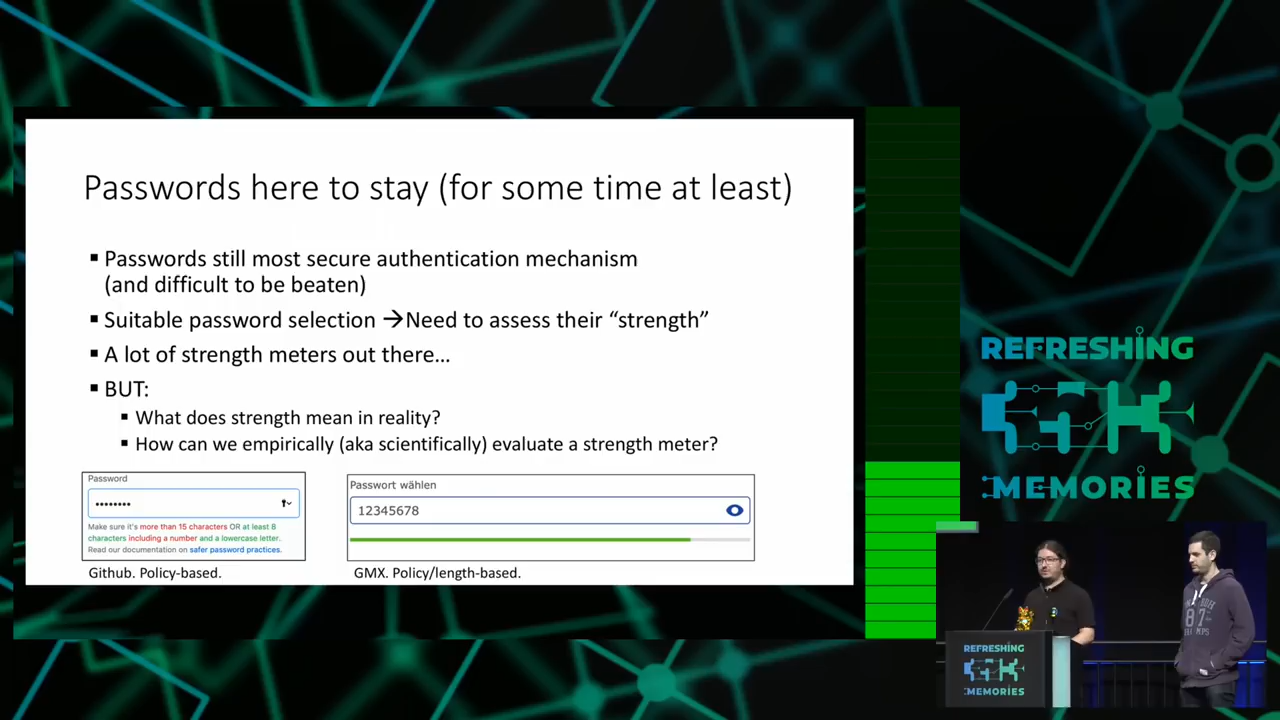 Passwords here to stay (for some time at least)
▪ Passwords still most secure authentication mechanism
(and difficult to be beaten)
▪ Suitable password selection →Need to assess their “strength”
▪ A lot of strength meters out there…
▪ BUT:
▪ What does strength mean in reality?
▪ How can we empirically (aka scientifically) evaluate a strength meter?
Password
••••••••
Make sure it's more than 15 characters OR at least 8
characters including a number and a lowercase letter.
Read our documentation on safer password practices.
Github. Policy-based.
Passwort wählen
12345678
GMX. Policy/length-based.
REFRESHING
MEMORIES
REFRESHING
MEMORIES
87